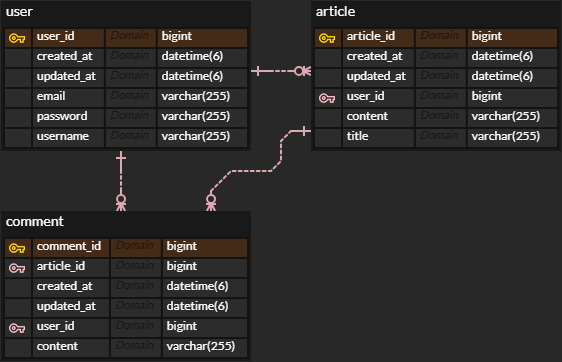 user
user_id Domain bigint
created_at Domain datetime(6)
updated_at Domain datetime(6)
email Domain varchar(255)
password Domain varchar(255)
username Domain varchar(255)
article
article_id Domain bigint
created_at Domain datetime(6)
updated_at Domain datetime(6)
user_id Domain bigint
content Domain varchar(255)
title Domain varchar(255)
comment
comment_id Domain bigint
article_id Domain bigint
created_at Domain datetime(6)
updated_at Domain datetime(6)
user_id Domain bigint
content Domain varchar(255)